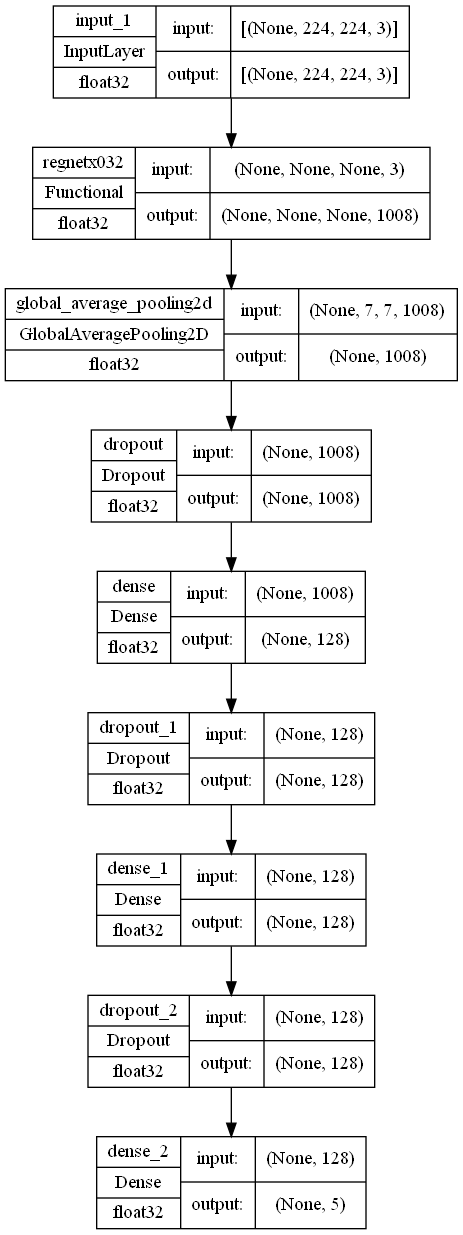 input_1
InputLayer
float32
input:
[(None, 224, 224, 3)]
output:
[(None, 224, 224, 3)]
regnetx032
Functional
float32
input:
(None, None, None, 3)
output:
(None, None, None, 1008)
global_average_pooling2d
GlobalAveragePooling2D
float32
input:
(None, 7, 7, 1008)
output:
(None, 1008)
dropout
Dropout
float32
input:
(None, 1008)
output:
(None, 1008)
dense
Dense
float32
input:
(None, 1008)
output:
(None, 128)
dropout_1
Dropout
float32
input:
(None, 128)
output:
(None, 128)
dense_1
Dense
float32
input:
(None, 128)
output:
(None, 128)
dropout_2
Dropout
float32
input:
(None, 128)
output:
(None, 128)
dense_2
Dense
float32
input:
(None, 128)
output:
(None, 5)